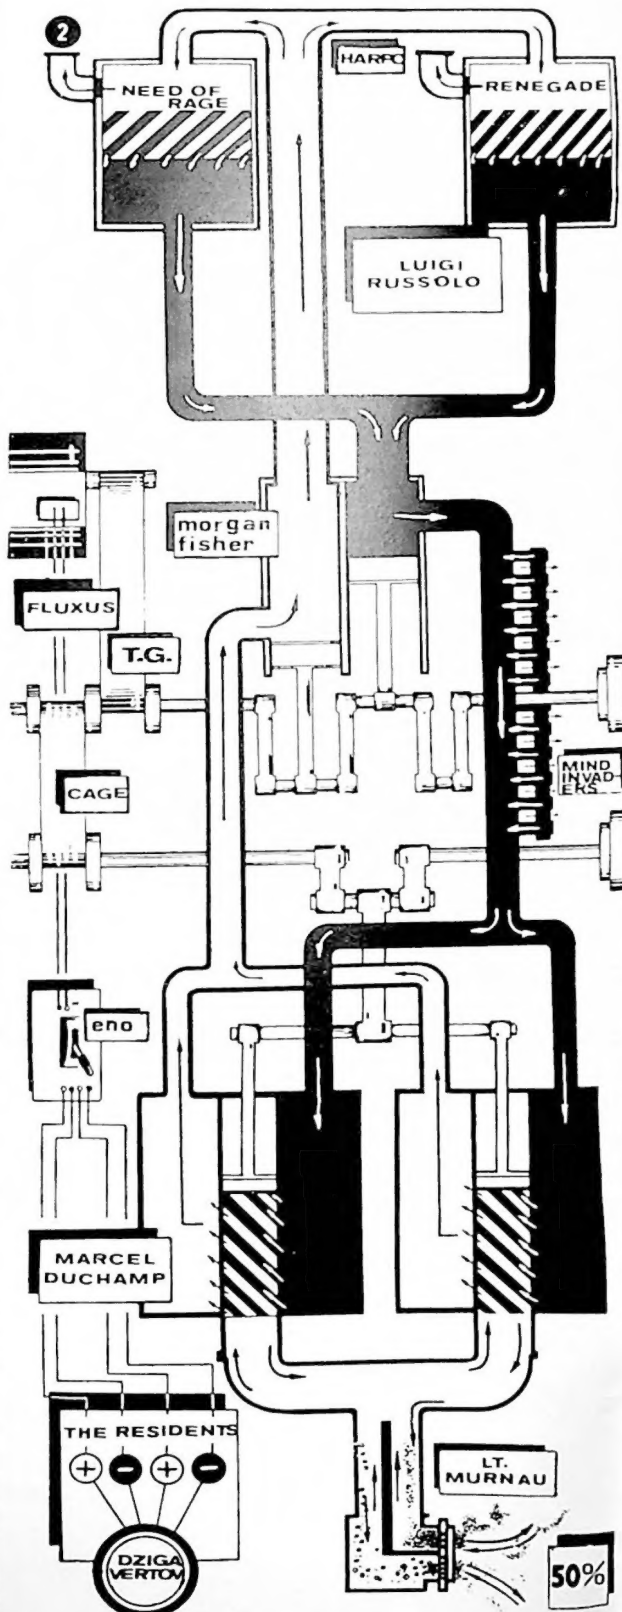 2
NEED OF
RAGE
HARPO
RENEGADE
LUIGI
RUSSOLO
morgan
fisher
FLUXUS
T.G.
CAGE
MIND
INVAD
ERS
eno
MARCEL
DUCHAMP
THE RESIDENTS
+ - + -
DZIGA
VERTOV
LT.
MURNAU
50%